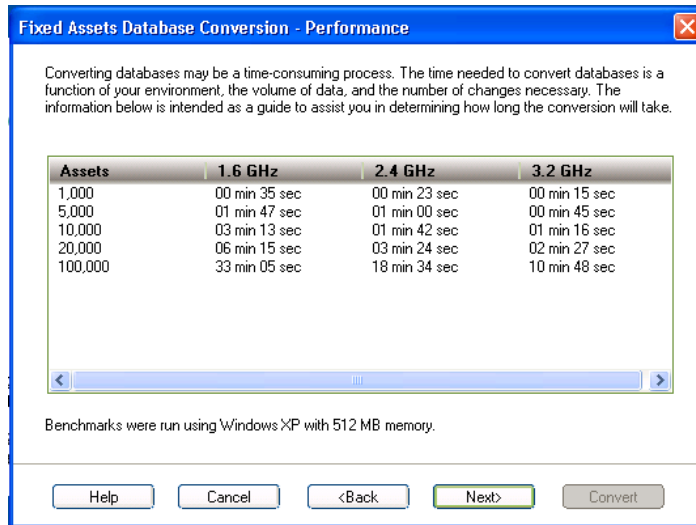 Fixed Assets Database Conversion - Performance
Converting databases may be a time-consuming process. The time needed to convert databases is a
function of your environment, the volume of data, and the number of changes necessary. The
information below is intended as a guide to assist you in determining how long the conversion will take.
Assets 1.6 GHz 2.4 GHz 3.2 GHz
1,000 00 min 35 sec 00 min 23 sec 00 min 15 sec
5,000 01 min 47 sec 01 min 00 sec 00 min 45 sec
10,000 03 min 13 sec 01 min 42 sec 01 min 16 sec
20,000 06 min 15 sec 03 min 24 sec 02 min 27 sec
100,000 33 min 05 sec 18 min 34 sec 10 min 48 sec
Benchmarks were run using Windows XP with 512 MB memory.
Help Cancel <Back Next> Convert